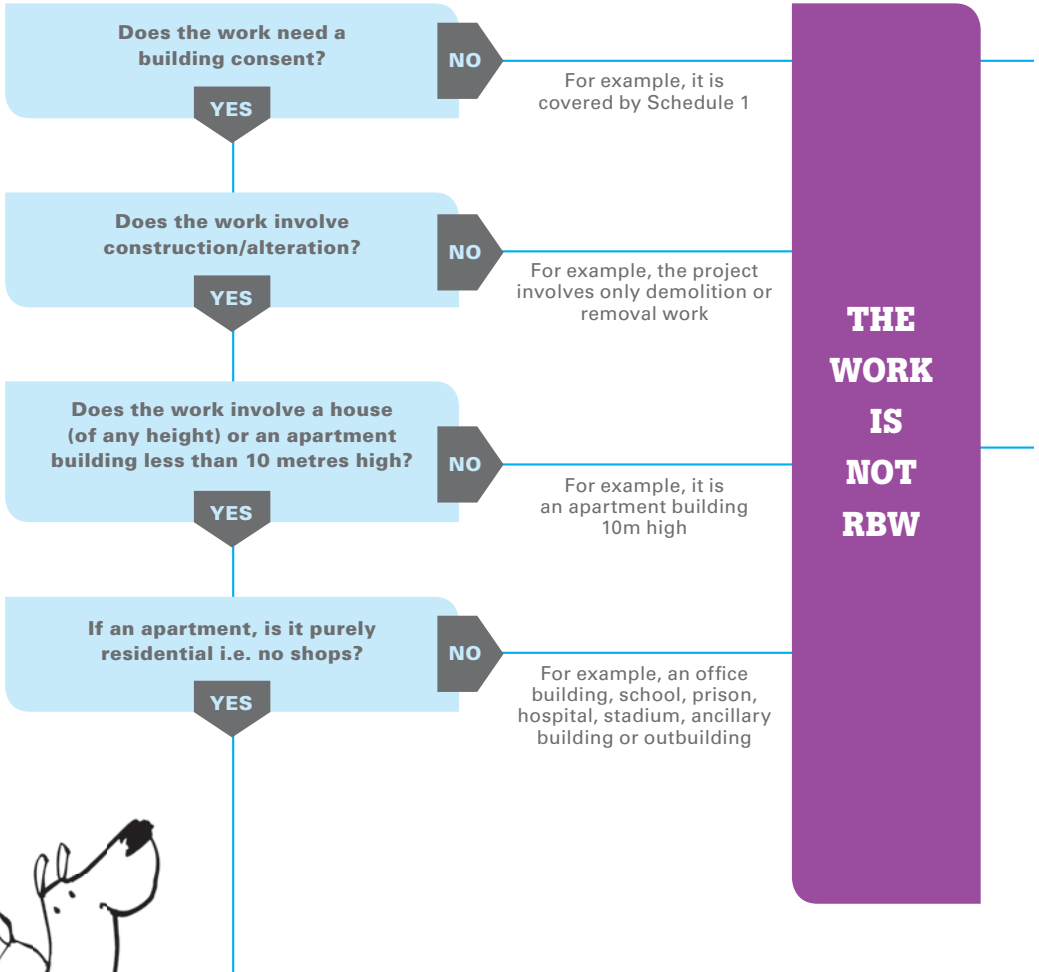 Does the work need a
building consent?
NO
For example, it is
covered by Schedule 1
YES
Does the work involve
construction/alteration?
NO
For example, the project
involves only demolition or
removal work
YES
Does the work involve a house
(of any height) or an apartment
building less than 10 metres high?
NO
For example, it is
an apartment building
10m high
YES
If an apartment, is it purely
residential i.e. no shops?
NO
For example, an office
building, school, prison,
hospital, stadium, ancillary
building or outbuilding
YES
THE
WORK
IS
NOT
RBW